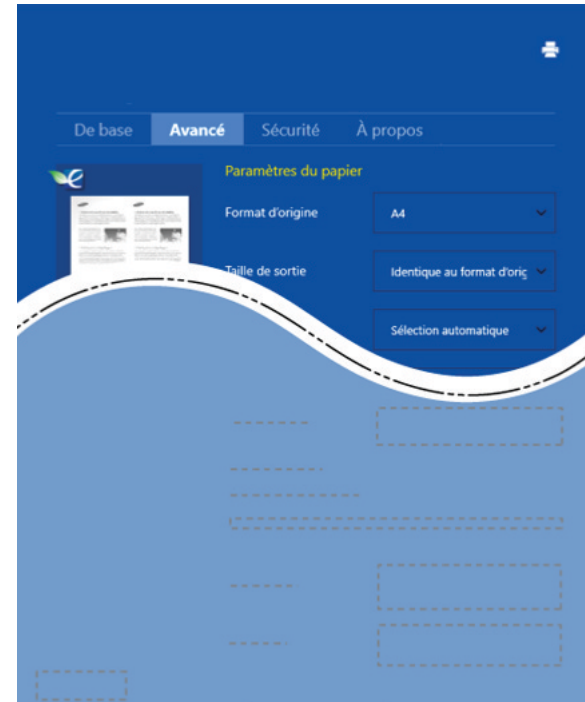 De base Avancé Sécurité À propos
Paramètres du papier
Format d'origine A4
Taille de sortie Identique au format d'orig
Sélection automatique